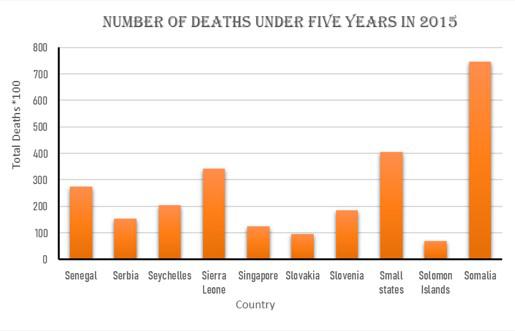 NUMBER OF DEATHS UNDER FIVE YEARS IN 2015
800
700
600
500
400
300
200
100
0
Total Deaths *100
Senegal Serbia Seychelles Sierra Leone Singapore Slovakia Slovenia Small states Solomon Islands Somalia
Country